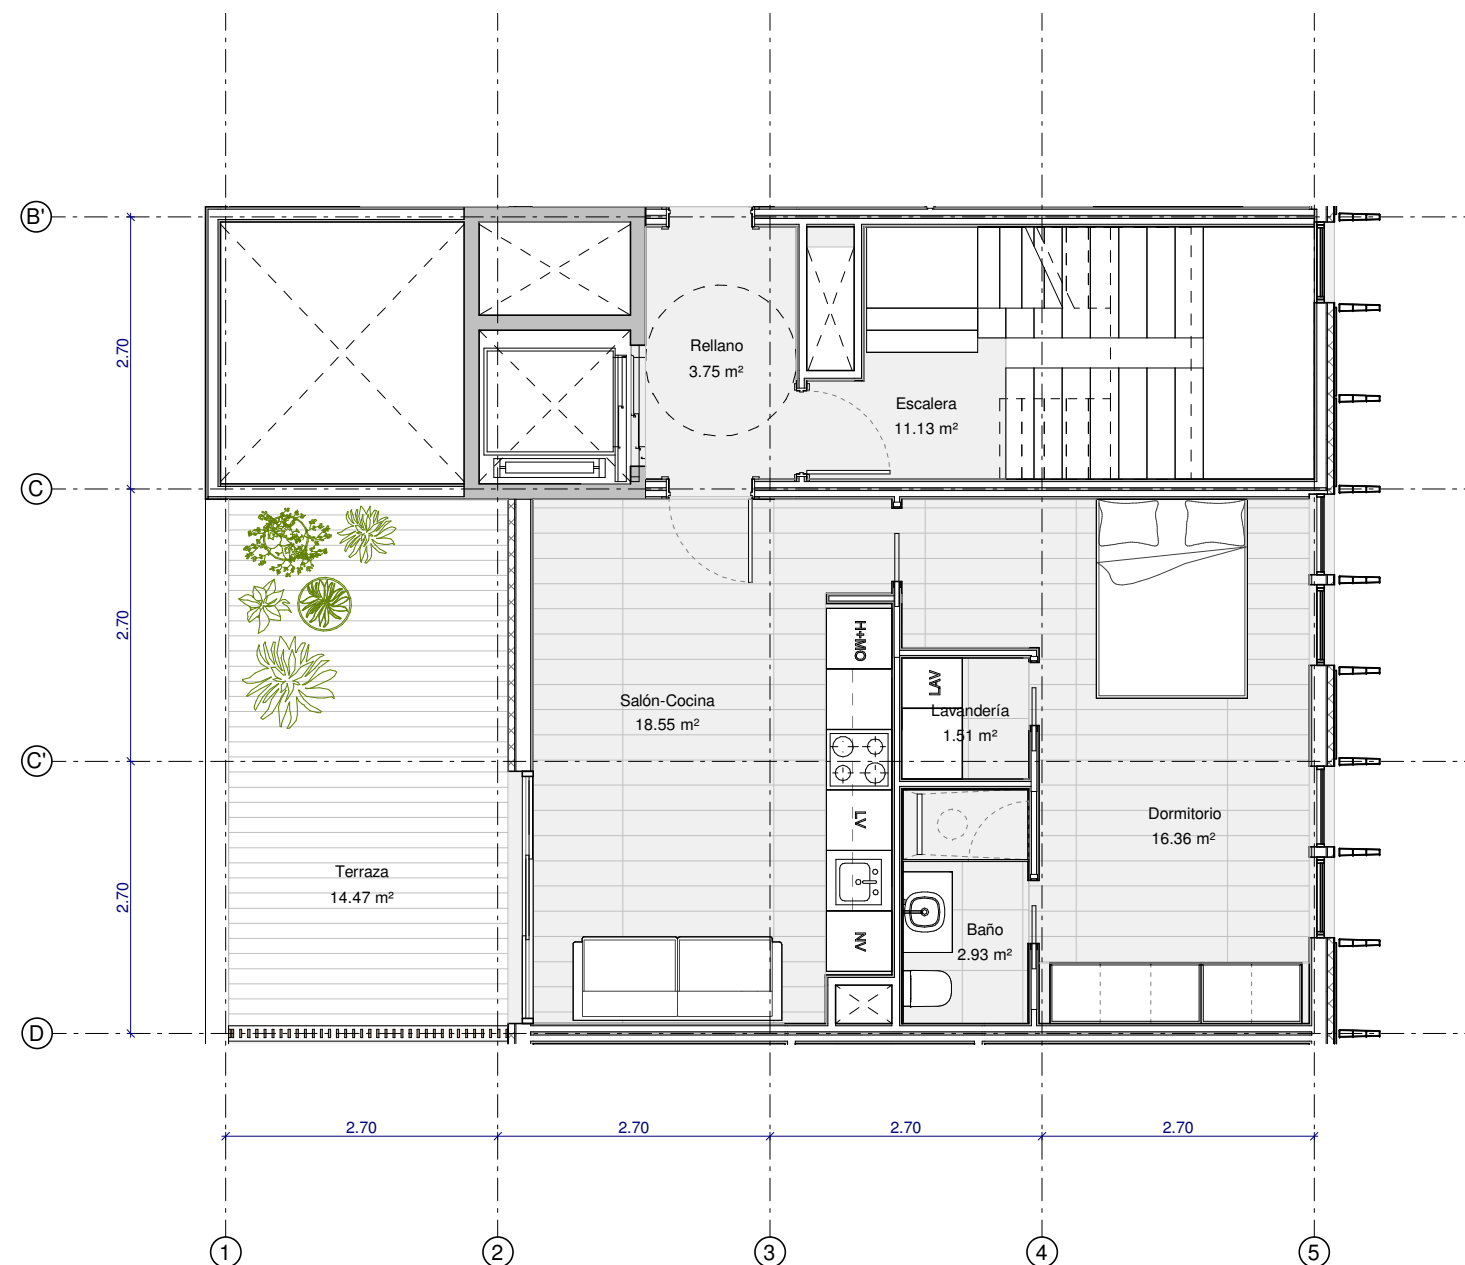 B'
2.70
Rellano
3.75 m²
Escalera
11.13 m²
C
2.70
H+MO
LAV
Salón-Cocina
18.55 m²
Lavandería
1.51 m²
C'
LV
Dormitorio
16.36 m²
Terraza
14.47 m²
2.70
NV
Baño
2.93 m²
D
2.70
2.70
2.70
2.70
1
2
3
4
5